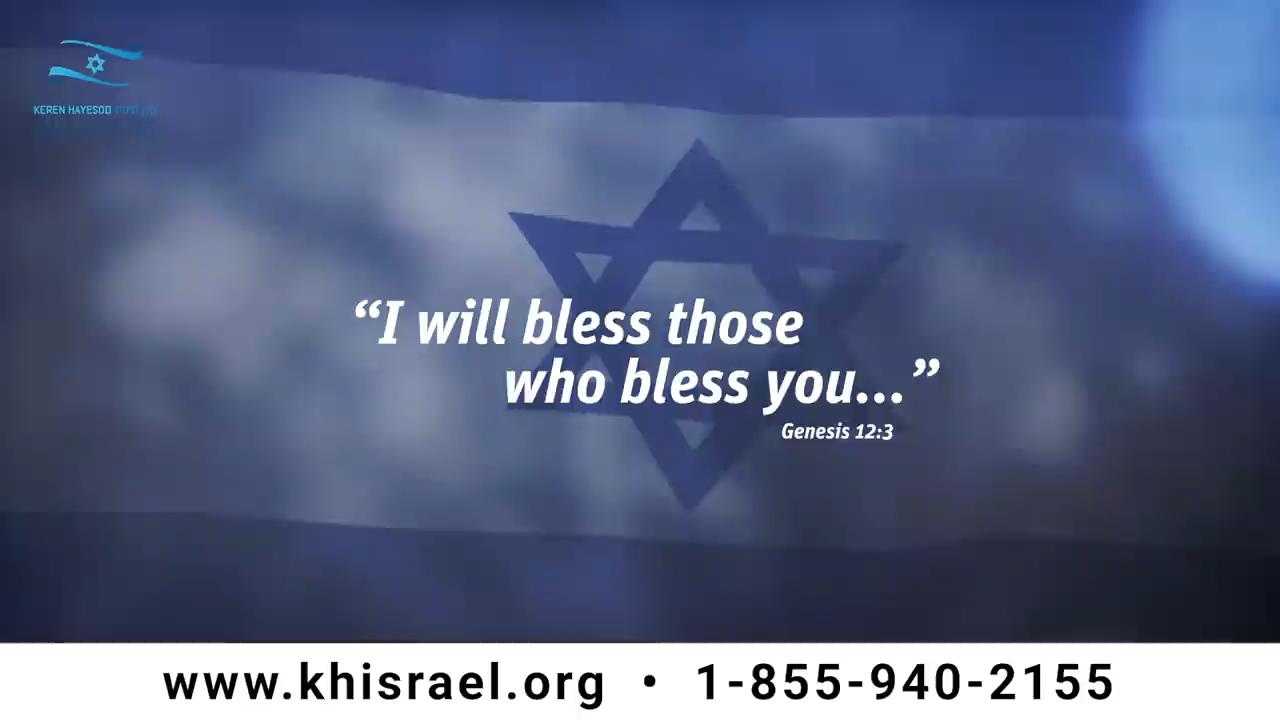 KEREN HAYESOD
“I will bless those
who bless you...”
Genesis 12:3
www.khisrael.org • 1-855-940-2155